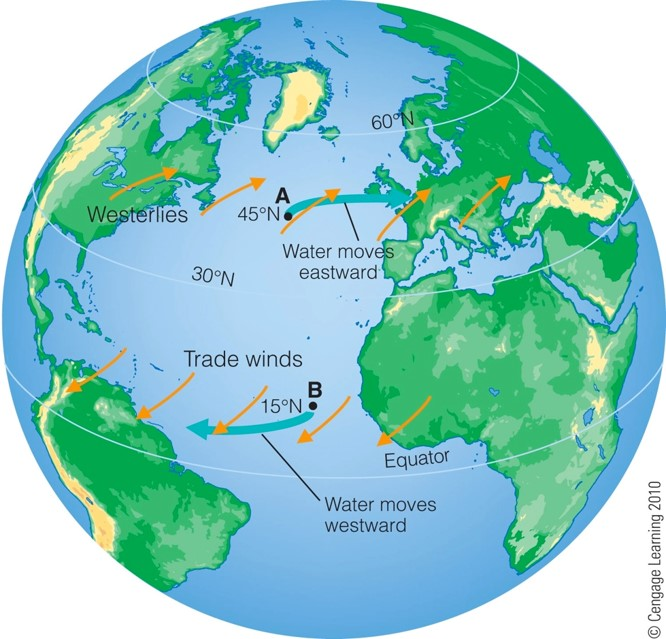 60°N
A
Westerlies
45°N
Water moves
eastward
30°N
Trade winds
B
15°N
Equator
Water moves
westward
© Cengage Learning 2010